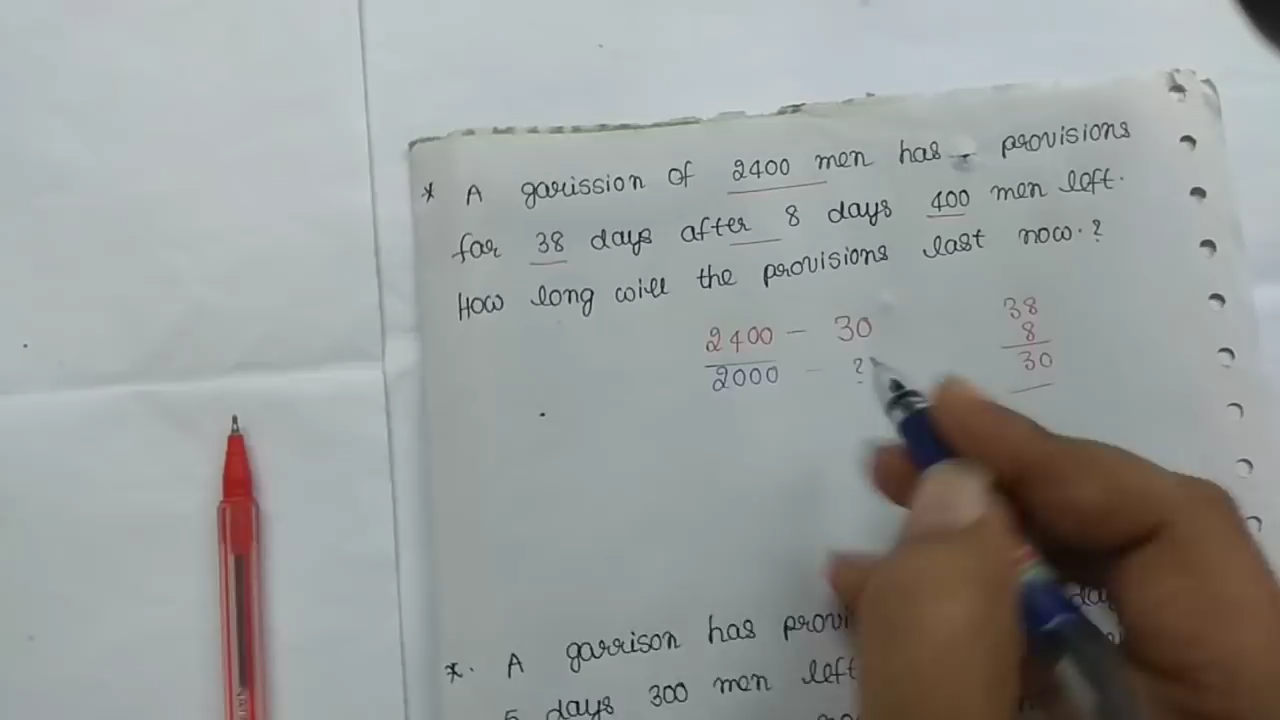 * A garission of 2400 men has provisions
for 38 days after 8 days 400 men left.
How long will the provisions last now.?
2400 - 30
2000 - ?
38
8
30
*. A garrison has
5 days 300 men left